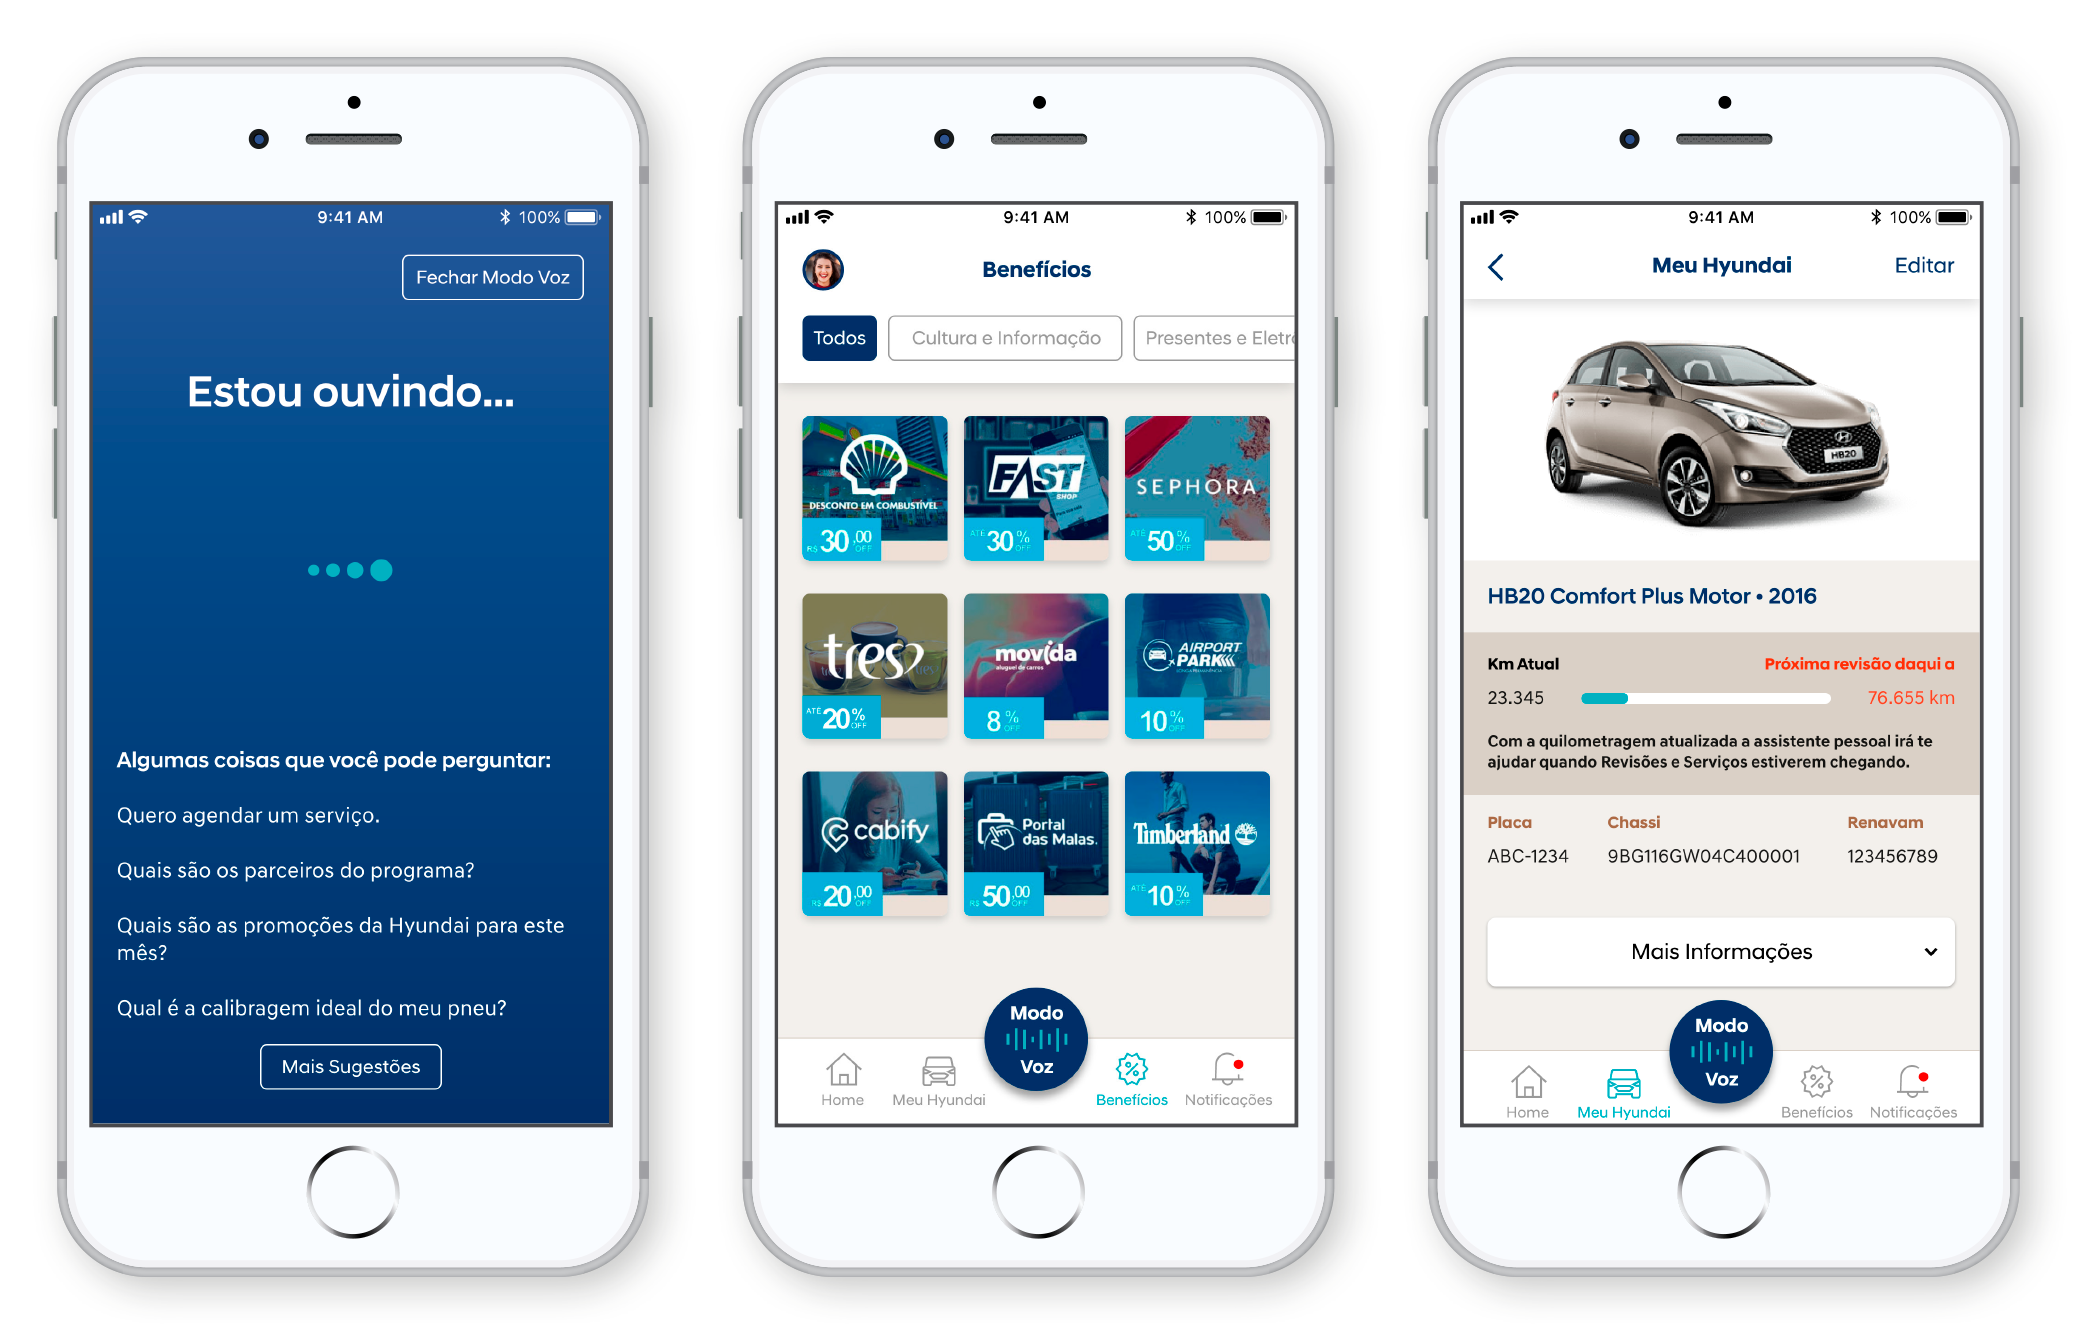 9:41 AM
100%
Fechar Modo Voz
Estou ouvindo...
Algumas coisas que você pode perguntar:
Quero agendar um serviço.
Quais são os parceiros do programa?
Quais são as promoções da Hyundai para este
mês?
Qual é a calibragem ideal do meu pneu?
Mais Sugestões
9:41 AM
100%
Benefícios
Todos
Cultura e Informação
Presentes e Eletro
DESCONTO EM COMBUSTÍVEL
R$ 30,00 OFF
FAST SHOP
ATÉ 30% OFF
SEPHORA
ATÉ 50% OFF
tres
ATÉ 20% OFF
movida
aluguel de carros
8% OFF
AIRPORT
PARK
10% OFF
cabify
R$ 20,00 OFF
Portal
das Malas.
R$ 50,00 OFF
Timberland
ATÉ 10% OFF
Modo
Voz
Home
Meu Hyundai
Benefícios
Notificações
9:41 AM
100%
Meu Hyundai
Editar
HB20
HB20 Comfort Plus Motor • 2016
Km Atual
Próxima revisão daqui a
23.345
76.655 km
Com a quilometragem atualizada a assistente pessoal irá te
ajudar quando Revisões e Serviços estiverem chegando.
Placa Chassi Renavam
ABC-1234 9BG116GW04C400001 123456789
Mais Informações
Modo
Voz
Home
Meu Hyundai
Benefícios
Notificações